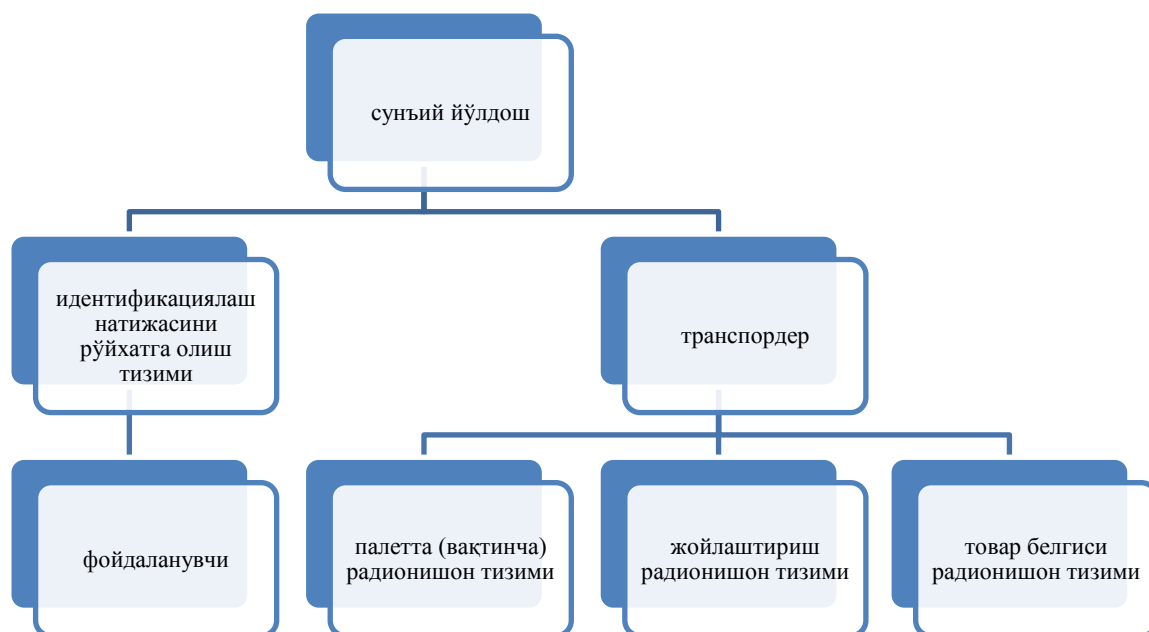 сунъий йўлдош
идентификациялаш
натижасини
рўйхатга олиш
тизими
транспордер
фойдаланувчи
палетта (вақтинча)
радионишон тизими
жойлаштириш
радионишон тизими
товар белгиси
радионишон тизими